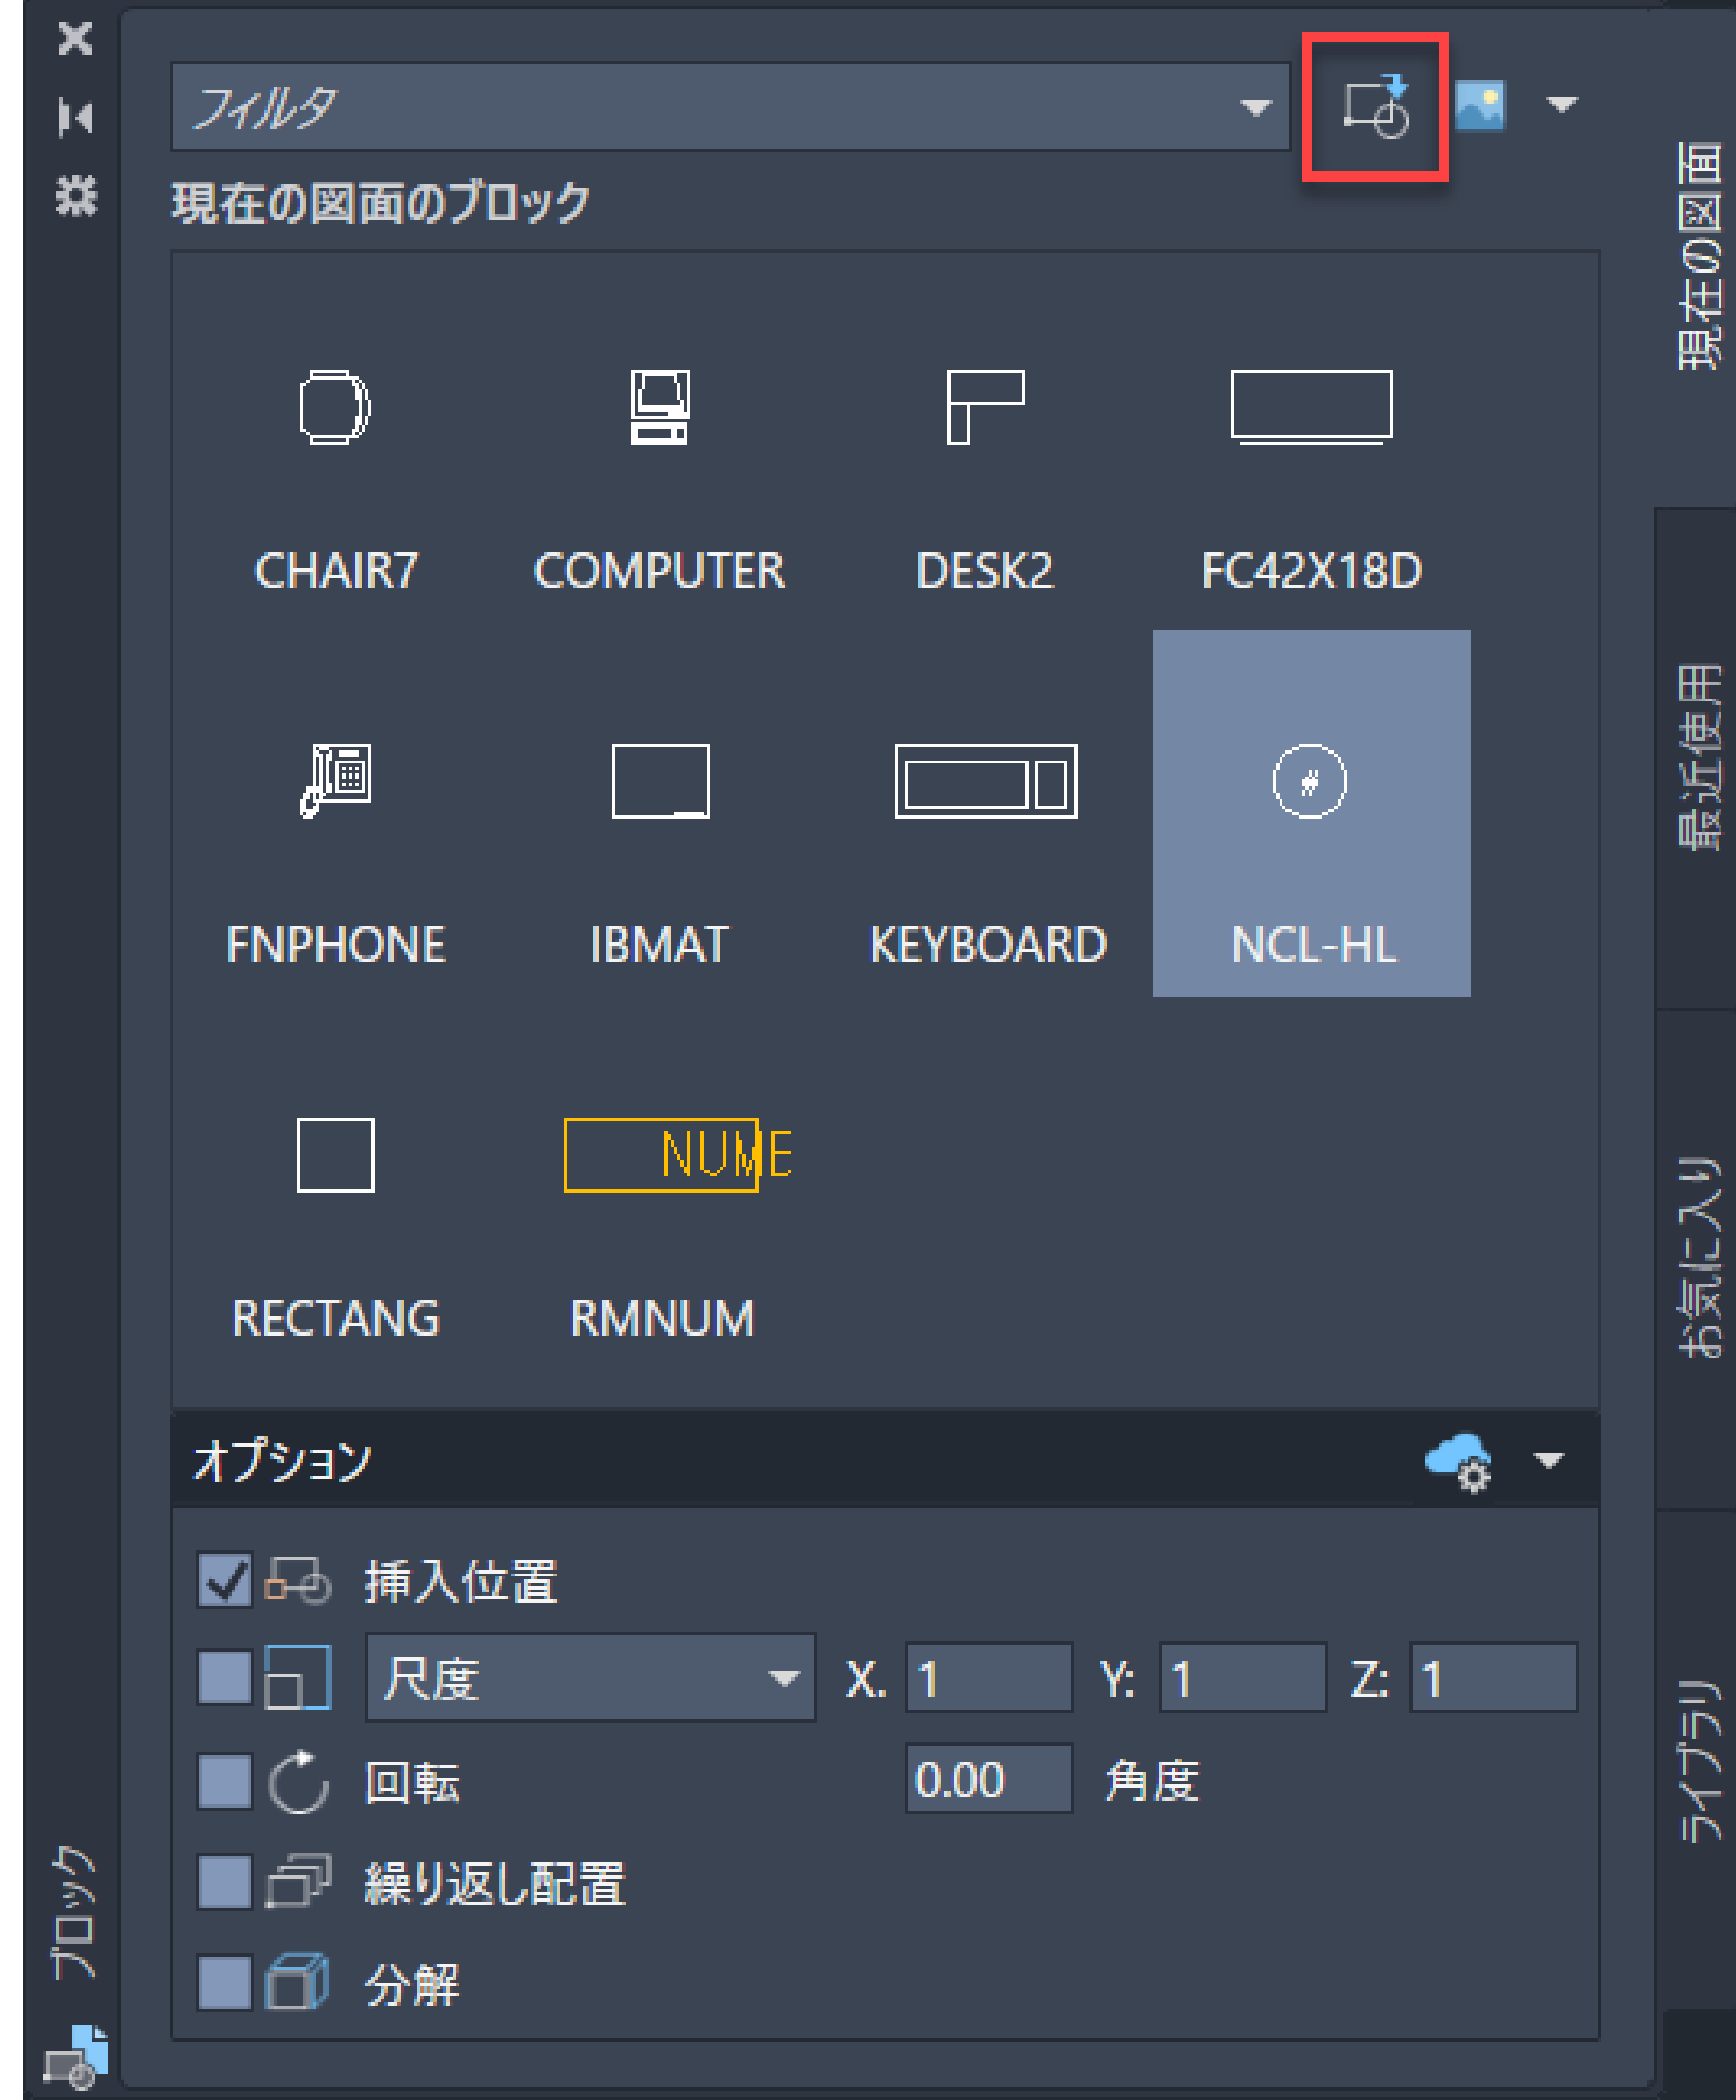 フィルタ
現在の図面のブロック
CHAIR7 COMPUTER DESK2 FC42X18D
FNPHONE IBMAT KEYBOARD NCL-HL
NUME
RECTANG RMNUM
オプション
挿入位置
尺度 X. 1 Y: 1 Z: 1
回転 0.00 角度
繰り返し配置
分解
ブロック
現在の図面
最近使用
お気に入り
ライブラリ